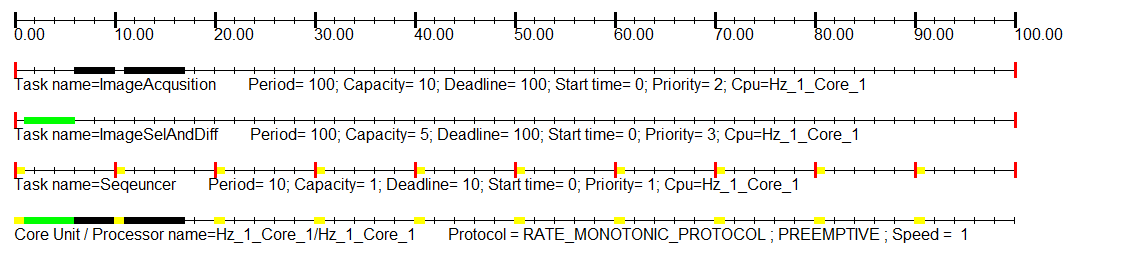 0.00 10.00 20.00 30.00 40.00 50.00 60.00 70.00 80.00 90.00 100.00
Task name=ImageAcqusition Period= 100; Capacity= 10; Deadline= 100; Start time= 0; Priority= 2; Cpu=Hz_1_Core_1
Task name=ImageSelAndDiff Period= 100; Capacity= 5; Deadline= 100; Start time= 0; Priority= 3; Cpu=Hz_1_Core_1
Task name=Seqeuncer Period= 10; Capacity= 1; Deadline= 10; Start time= 0; Priority= 1; Cpu=Hz_1_Core_1
Core Unit / Processor name=Hz_1_Core_1/Hz_1_Core_1 Protocol = RATE_MONOTONIC_PROTOCOL ; PREEMPTIVE ; Speed = 1